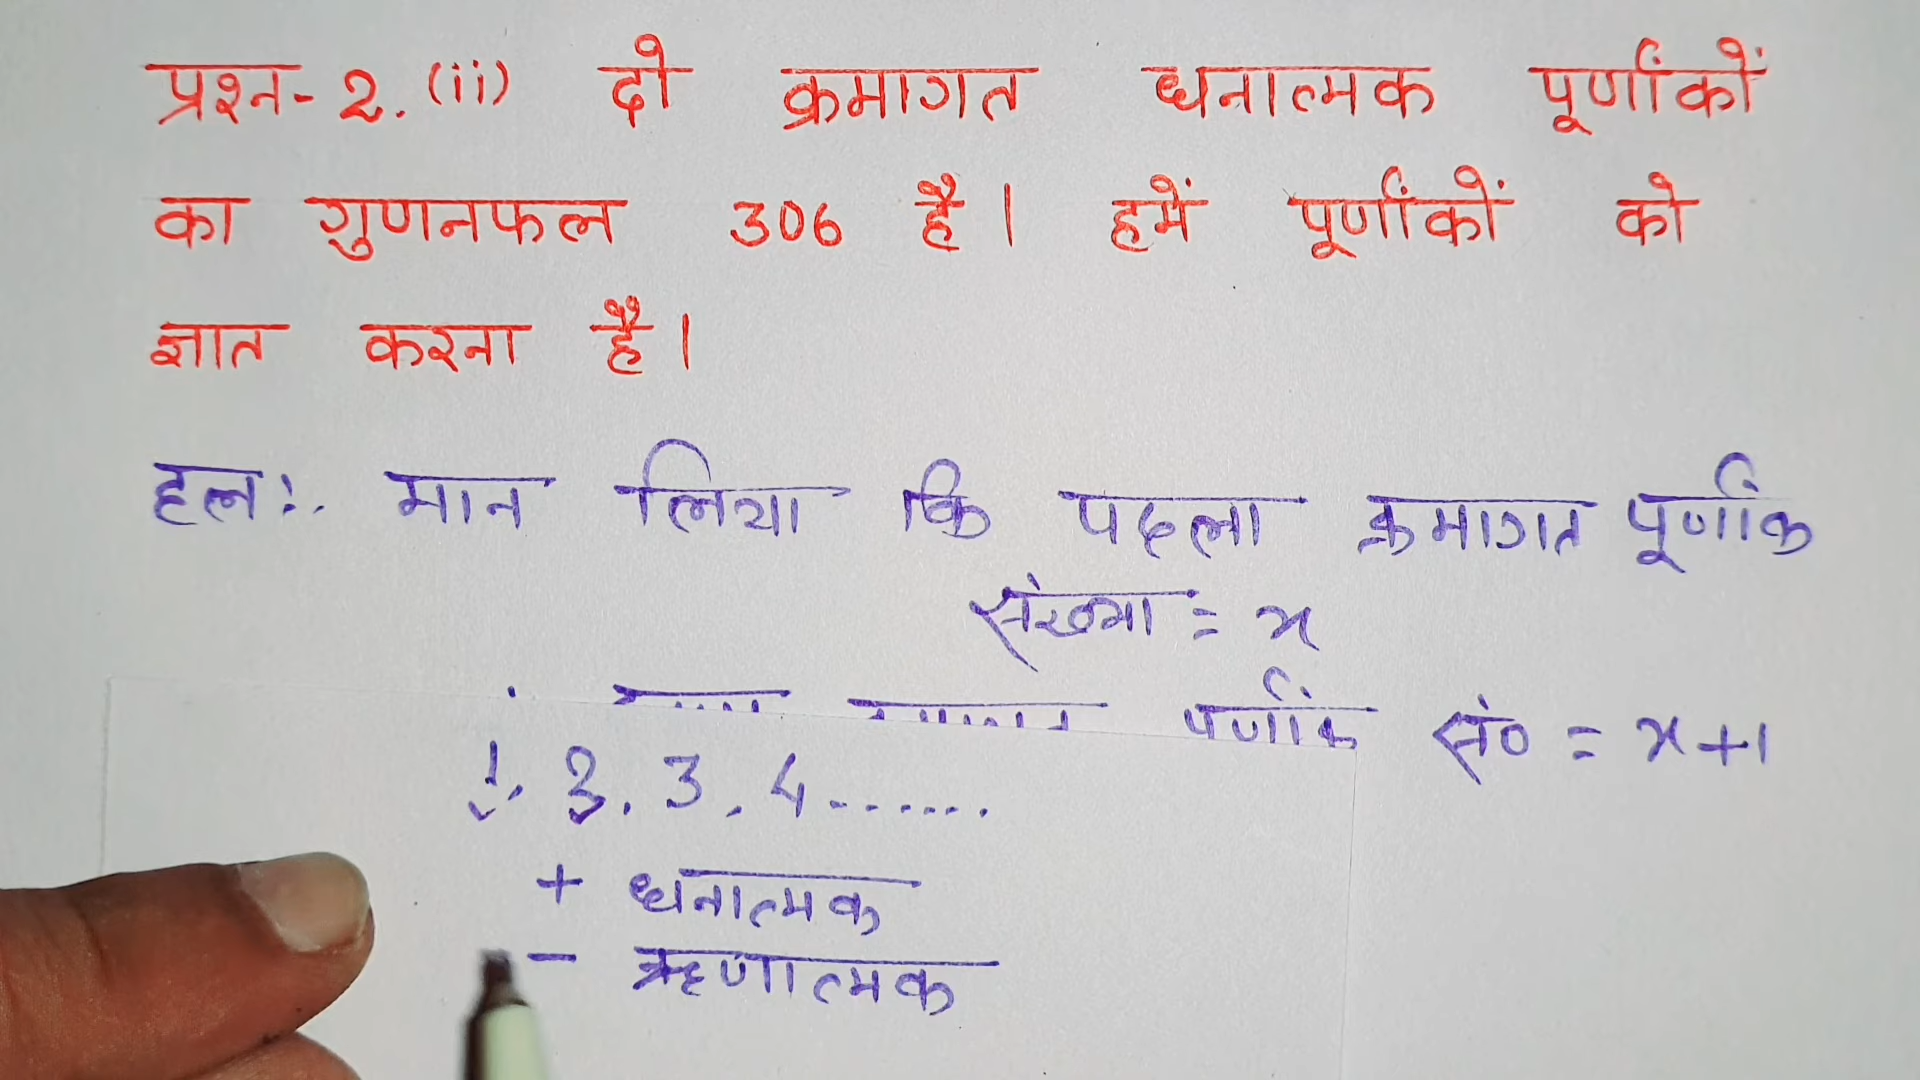 प्रश्न-2. (ii) दो क्रमागत धनात्मक पूर्णांकों
का गुणनफल 306 है। हमें पूर्णांकों को
ज्ञात करना है।
हल:. मान लिया कि पहला क्रमागत पूर्णांक
संख्या = x
पूर्णांक सं० = x+1
1, 2, 3, 4.......
+ धनात्मक
- ऋणात्मक